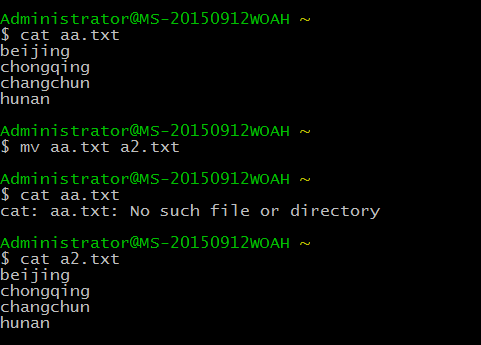 Administrator@MS-20150912WOAH ~
$ cat aa.txt
beijing
chongqing
changchun
hunan
Administrator@MS-20150912WOAH ~
$ mv aa.txt a2.txt
Administrator@MS-20150912WOAH ~
$ cat aa.txt
cat: aa.txt: No such file or directory
Administrator@MS-20150912WOAH ~
$ cat a2.txt
beijing
chongqing
changchun
hunan